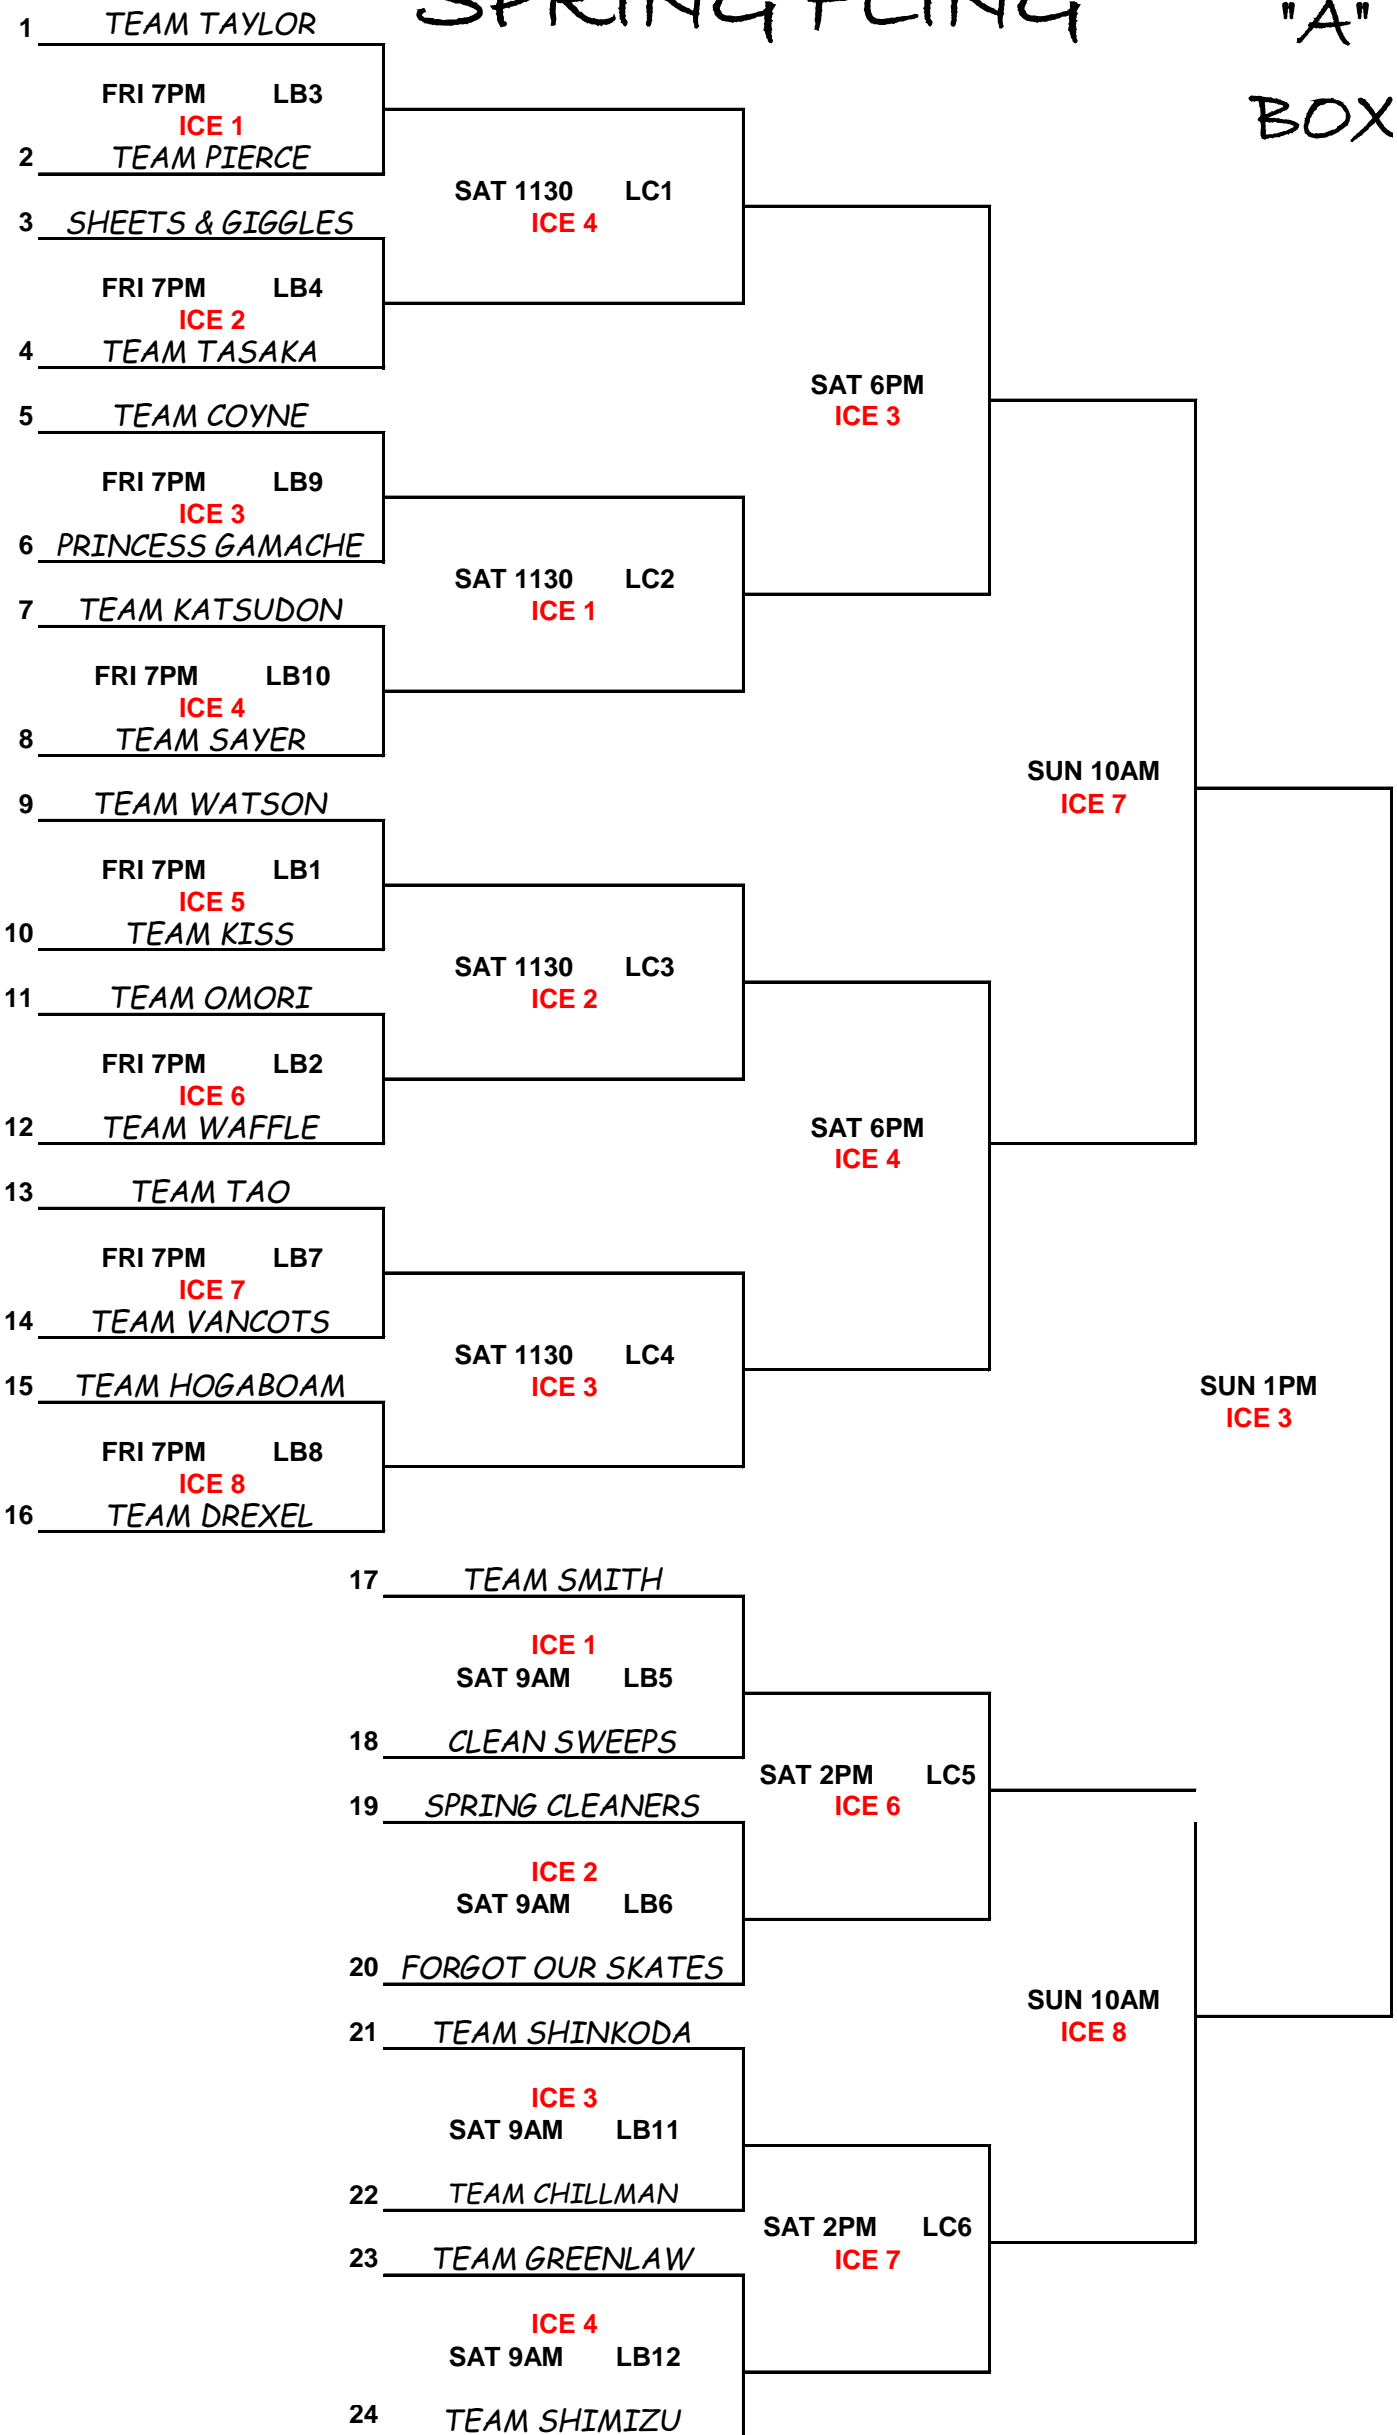 SPRING FLING
"A"
BOX
1 TEAM TAYLOR
FRI 7PM LB3
ICE 1
2 TEAM PIERCE
SAT 1130 LC1
ICE 4
3 SHEETS & GIGGLES
FRI 7PM LB4
ICE 2
4 TEAM TASAKA
SAT 6PM
ICE 3
5 TEAM COYNE
FRI 7PM LB9
ICE 3
6 PRINCESS GAMACHE
SAT 1130 LC2
ICE 1
7 TEAM KATSUDON
FRI 7PM LB10
ICE 4
8 TEAM SAYER
SUN 10AM
ICE 7
9 TEAM WATSON
FRI 7PM LB1
ICE 5
10 TEAM KISS
SAT 1130 LC3
ICE 2
11 TEAM OMORI
FRI 7PM LB2
ICE 6
12 TEAM WAFFLE
SAT 6PM
ICE 4
13 TEAM TAO
FRI 7PM LB7
ICE 7
14 TEAM VANCOTS
SAT 1130 LC4
ICE 3
15 TEAM HOGABOAM
SUN 1PM
ICE 3
FRI 7PM LB8
ICE 8
16 TEAM DREXEL
17 TEAM SMITH
ICE 1
SAT 9AM LB5
18 CLEAN SWEEPS
SAT 2PM LC5
ICE 6
19 SPRING CLEANERS
ICE 2
SAT 9AM LB6
20 FORGOT OUR SKATES
SUN 10AM
ICE 8
21 TEAM SHINKODA
ICE 3
SAT 9AM LB11
22 TEAM CHILLMAN
SAT 2PM LC6
ICE 7
23 TEAM GREENLAW
ICE 4
SAT 9AM LB12
24 TEAM SHIMIZU